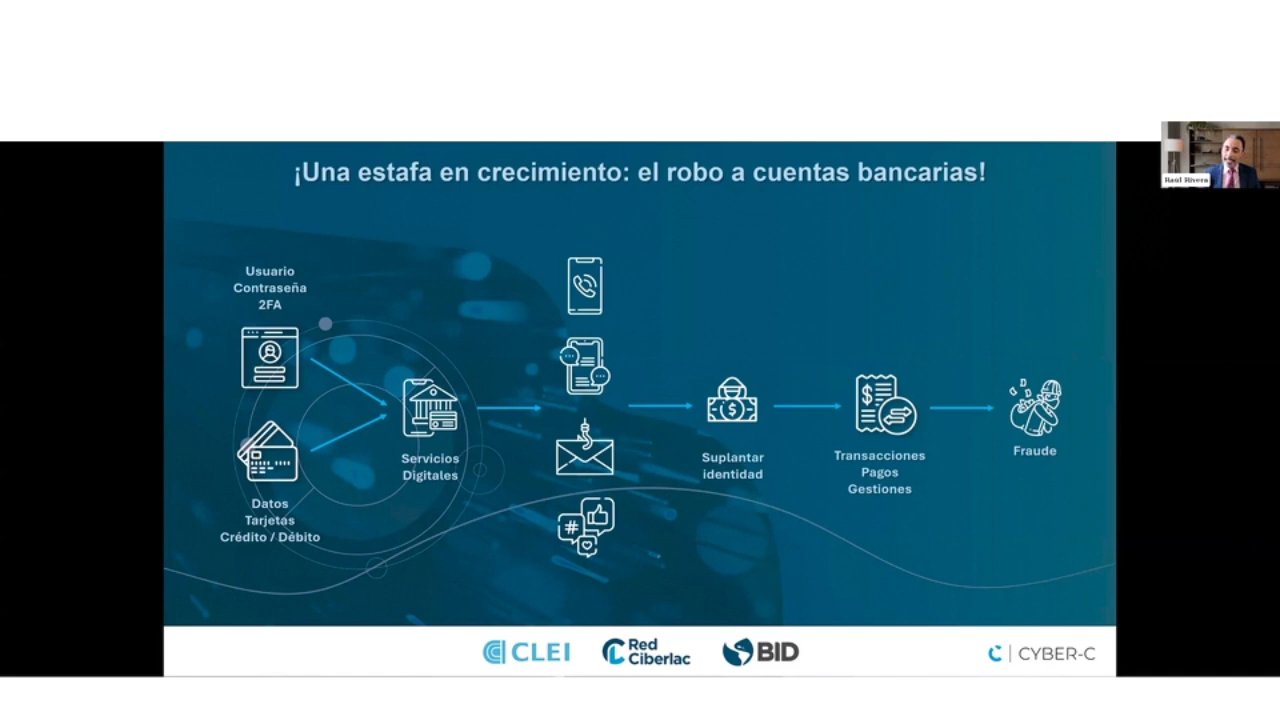 ¡Una estafa en crecimiento: el robo a cuentas bancarias!
Raúl Rivera
Usuario
Contraseña
2FA
Datos
Tarjetas
Crédito / Débito
Servicios
Digitales
#
$
Suplantar
identidad
$
Transacciones
Pagos
Gestiones
Fraude
CLEI
Red
Ciberlac
BID
CYBER-C